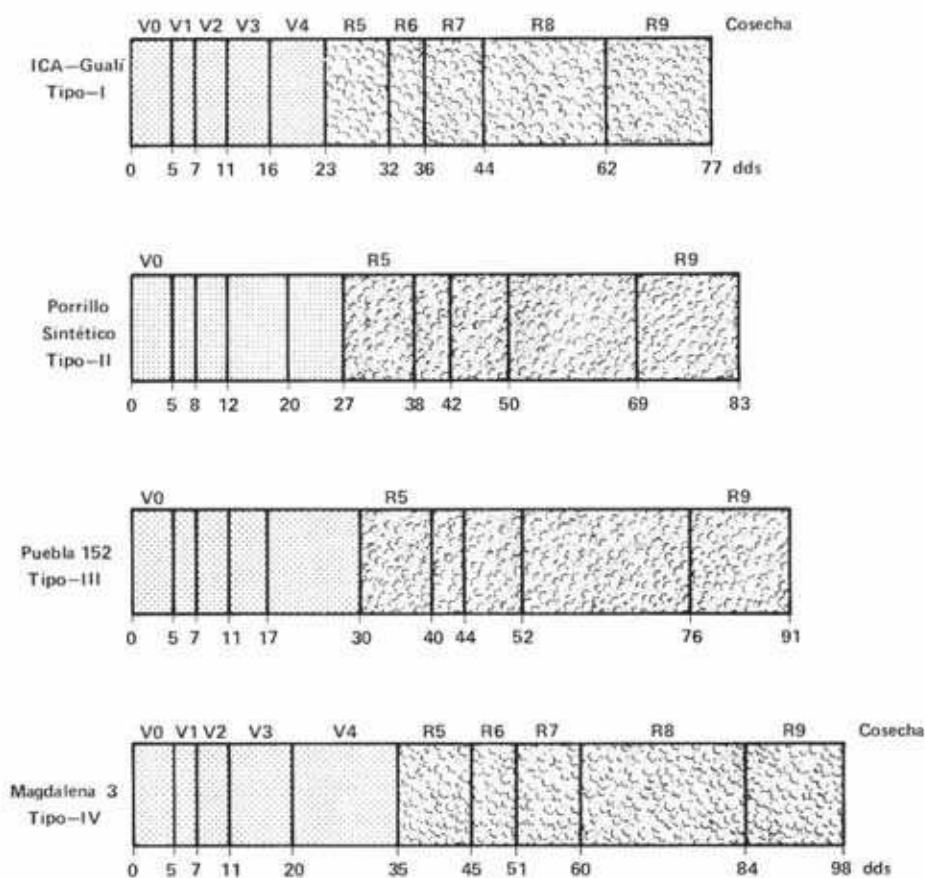 V0 V1 V2 V3 V4 R5 R6 R7 R8 R9 Cosecha
ICA—Gualí
Tipo—I
0 5 7 11 16 23 32 36 44 62 77 dds
V0 R5 R9
Porrillo
Sintético
Tipo—II
0 5 8 12 20 27 38 42 50 69 83
V0 R5 R9
Puebla 152
Tipo—III
0 5 7 11 17 30 40 44 52 76 91
V0 V1 V2 V3 V4 R5 R6 R7 R8 R9 Cosecha
Magdalena 3
Tipo—IV
0 5 7 11 20 35 45 51 60 84 98 dds